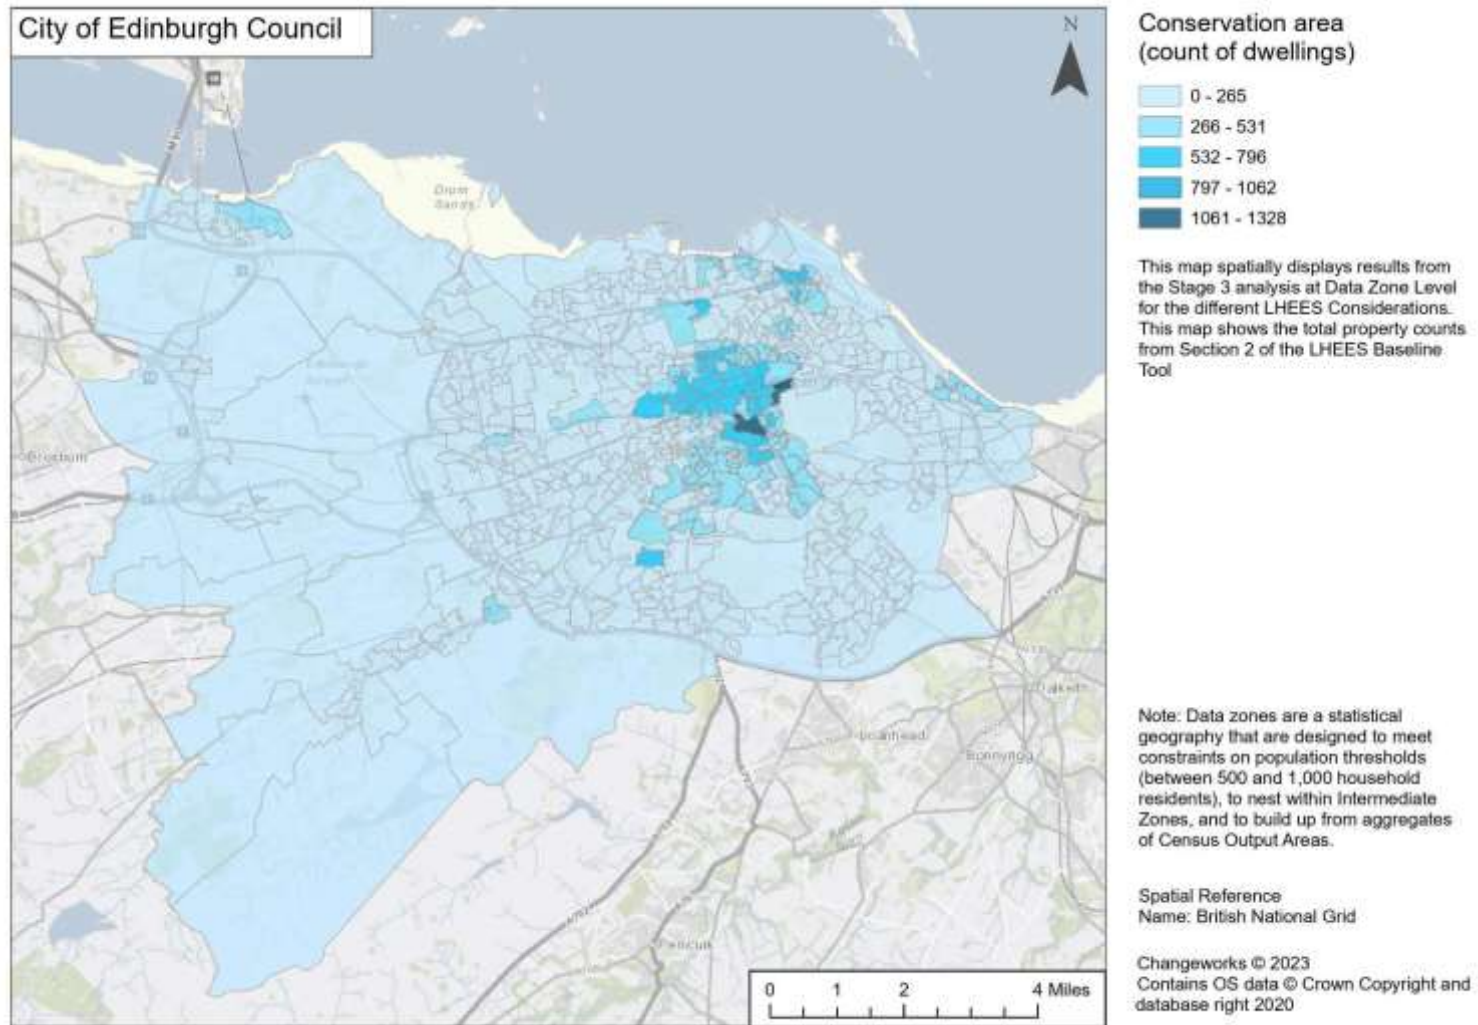 City of Edinburgh Council
N
Drum
Sands
Penicuik
Bonnyrigg
0 1 2 4 Miles
Conservation area
(count of dwellings)
0 - 265
266 - 531
532 - 796
797 - 1062
1061 - 1328
This map spatially displays results from
the Stage 3 analysis at Data Zone Level
for the different LHEES Considerations.
This map shows the total property counts
from Section 2 of the LHEES Baseline
Tool
Note: Data zones are a statistical
geography that are designed to meet
constraints on population thresholds
(between 500 and 1,000 household
residents), to nest within Intermediate
Zones, and to build up from aggregates
of Census Output Areas.
Spatial Reference
Name: British National Grid
Changeworks © 2023
Contains OS data © Crown Copyright and
database right 2020